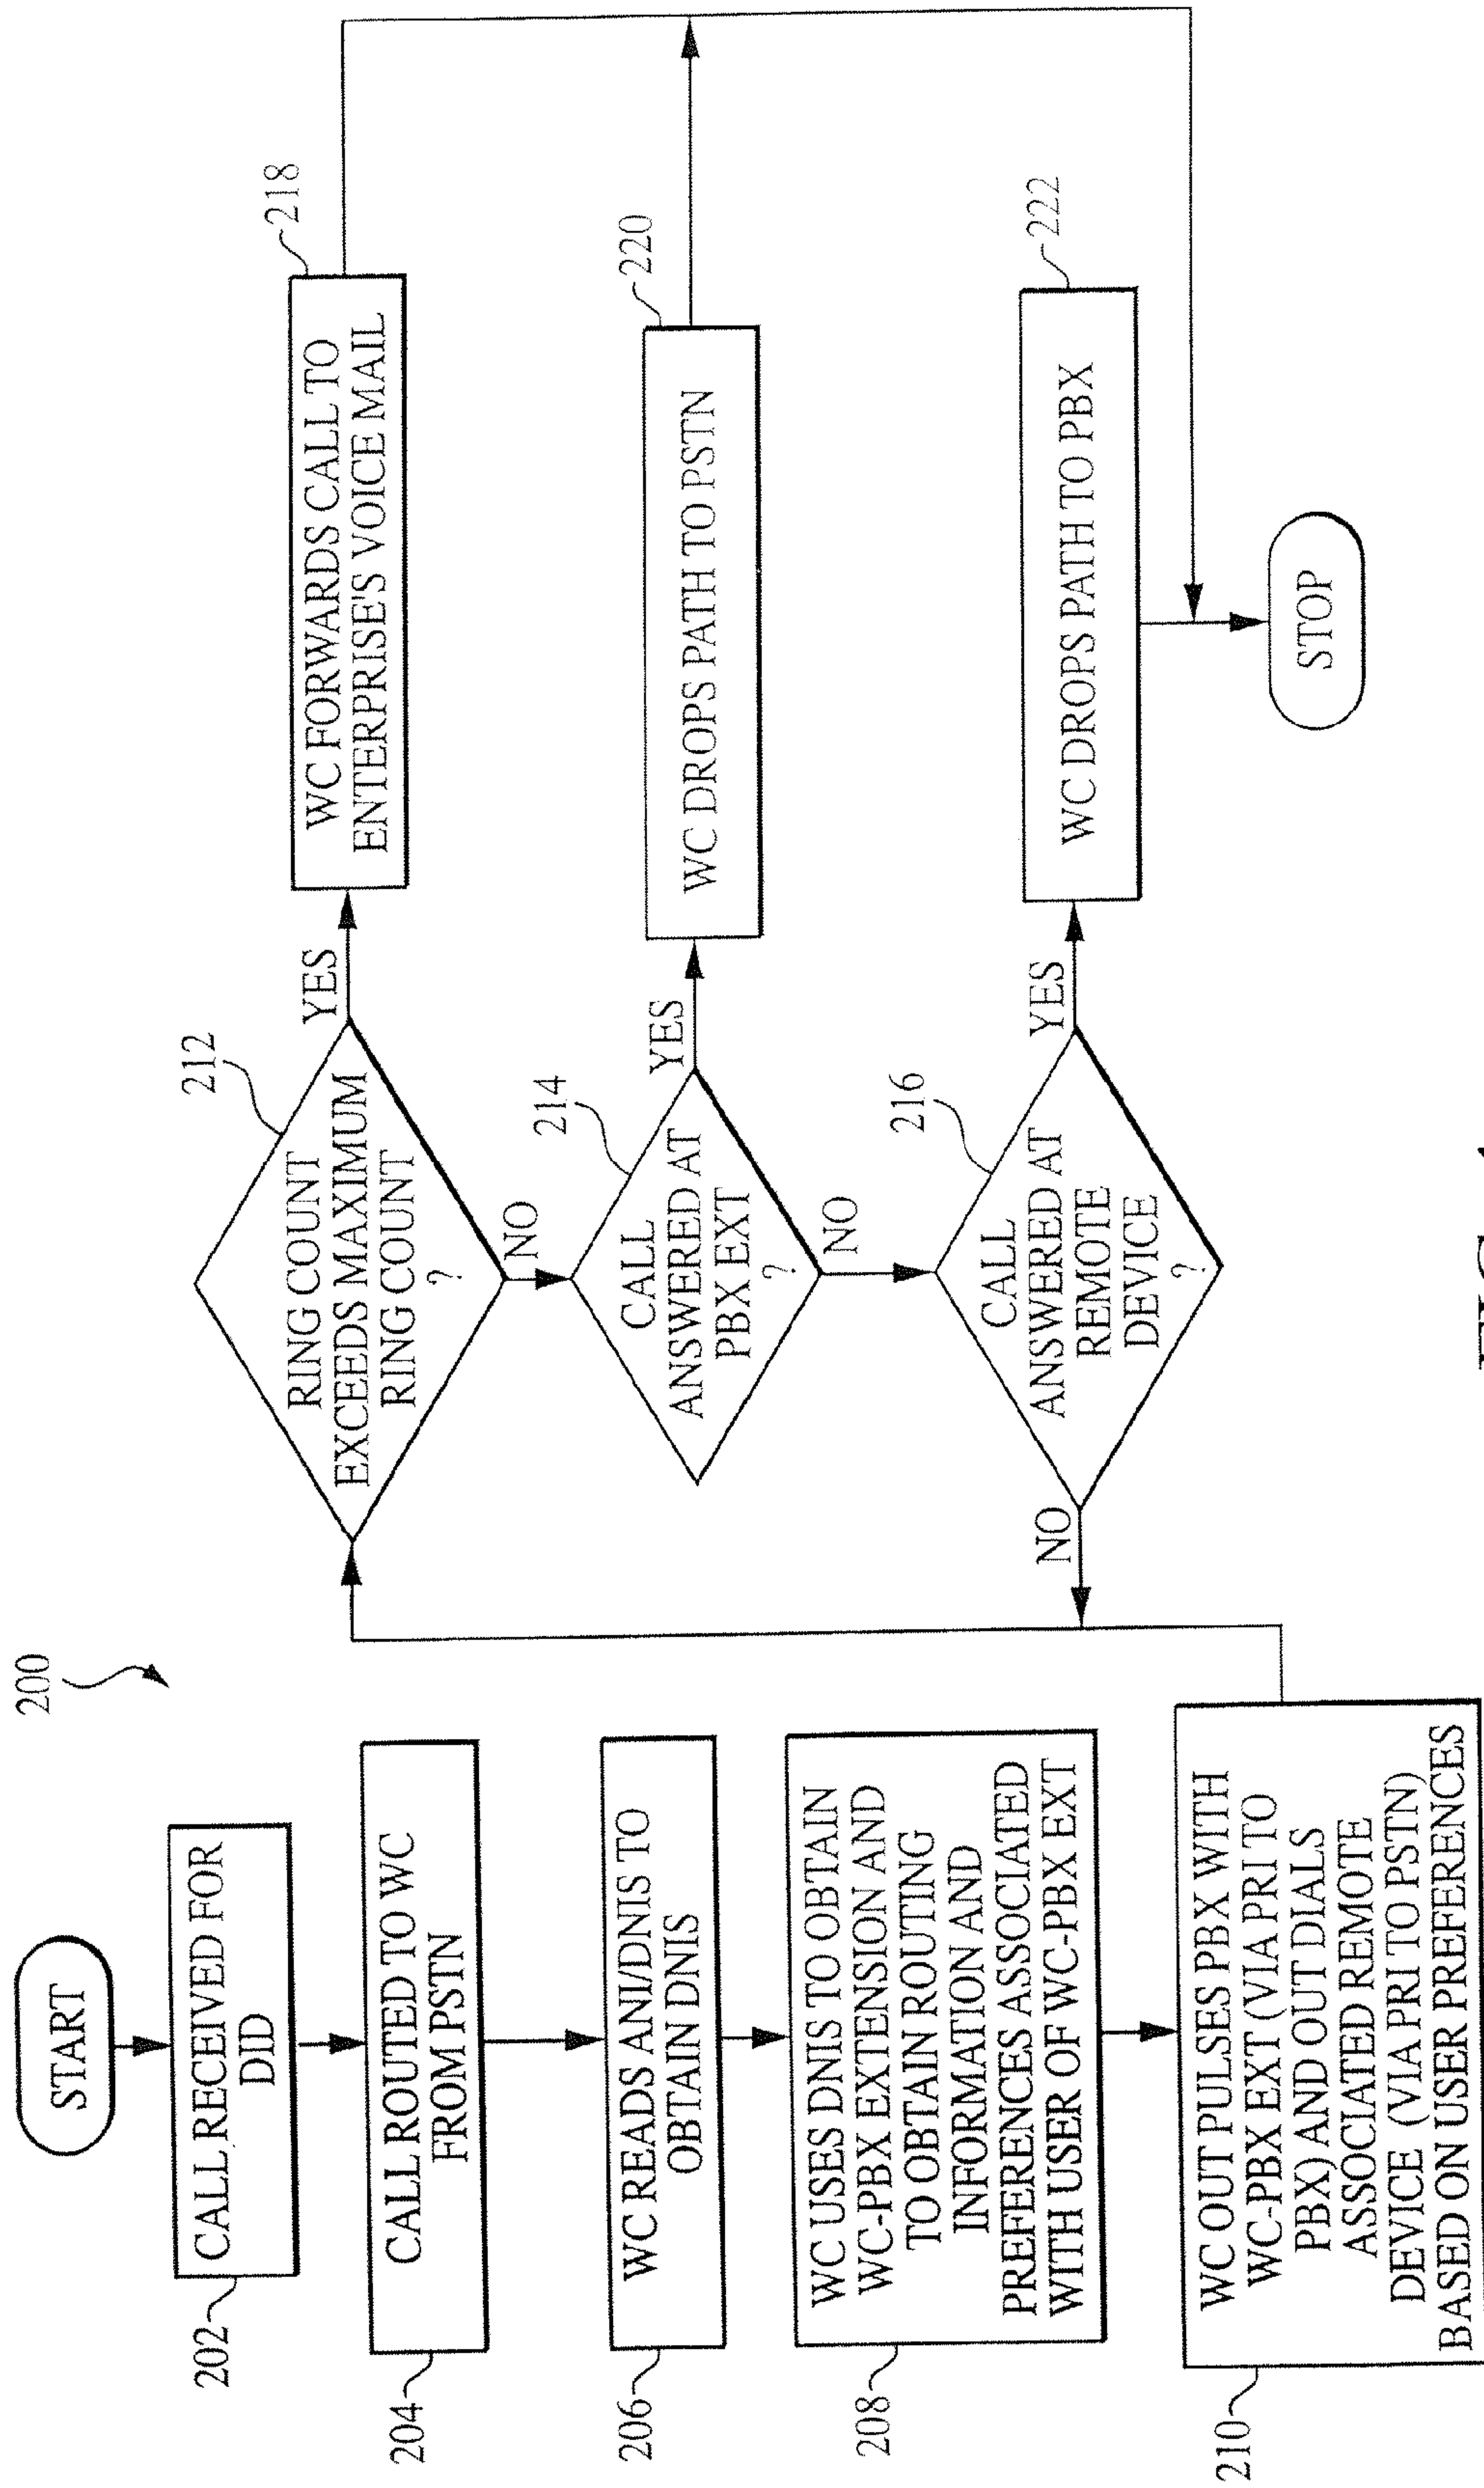 200
START
CALL RECEIVED FOR
DID
202
CALL ROUTED TO WC
FROM PSTN
204
WC READS ANI/DNIS TO
OBTAIN DNIS
206
WC USES DNIS TO OBTAIN
WC-PBX EXTENSION AND
TO OBTAIN ROUTING
INFORMATION AND
PREFERENCES ASSOCIATED
WITH USER OF WC-PBX EXT
208
WC OUT PULSES PBX WITH
WC-PBX EXT (VIA PRI TO
PBX) AND OUT DIALS
ASSOCIATED REMOTE
DEVICE (VIA PRI TO PSTN)
BASED ON USER PREFERENCES
210
RING COUNT
EXCEEDS MAXIMUM
RING COUNT
?
212
YES
NO
WC FORWARDS CALL TO
ENTERPRISE'S VOICE MAIL
218
CALL
ANSWERED AT
PBX EXT
?
214
YES
NO
WC DROPS PATH TO PSTN
220
CALL
ANSWERED AT
REMOTE
DEVICE
?
216
YES
NO
WC DROPS PATH TO PBX
222
STOP